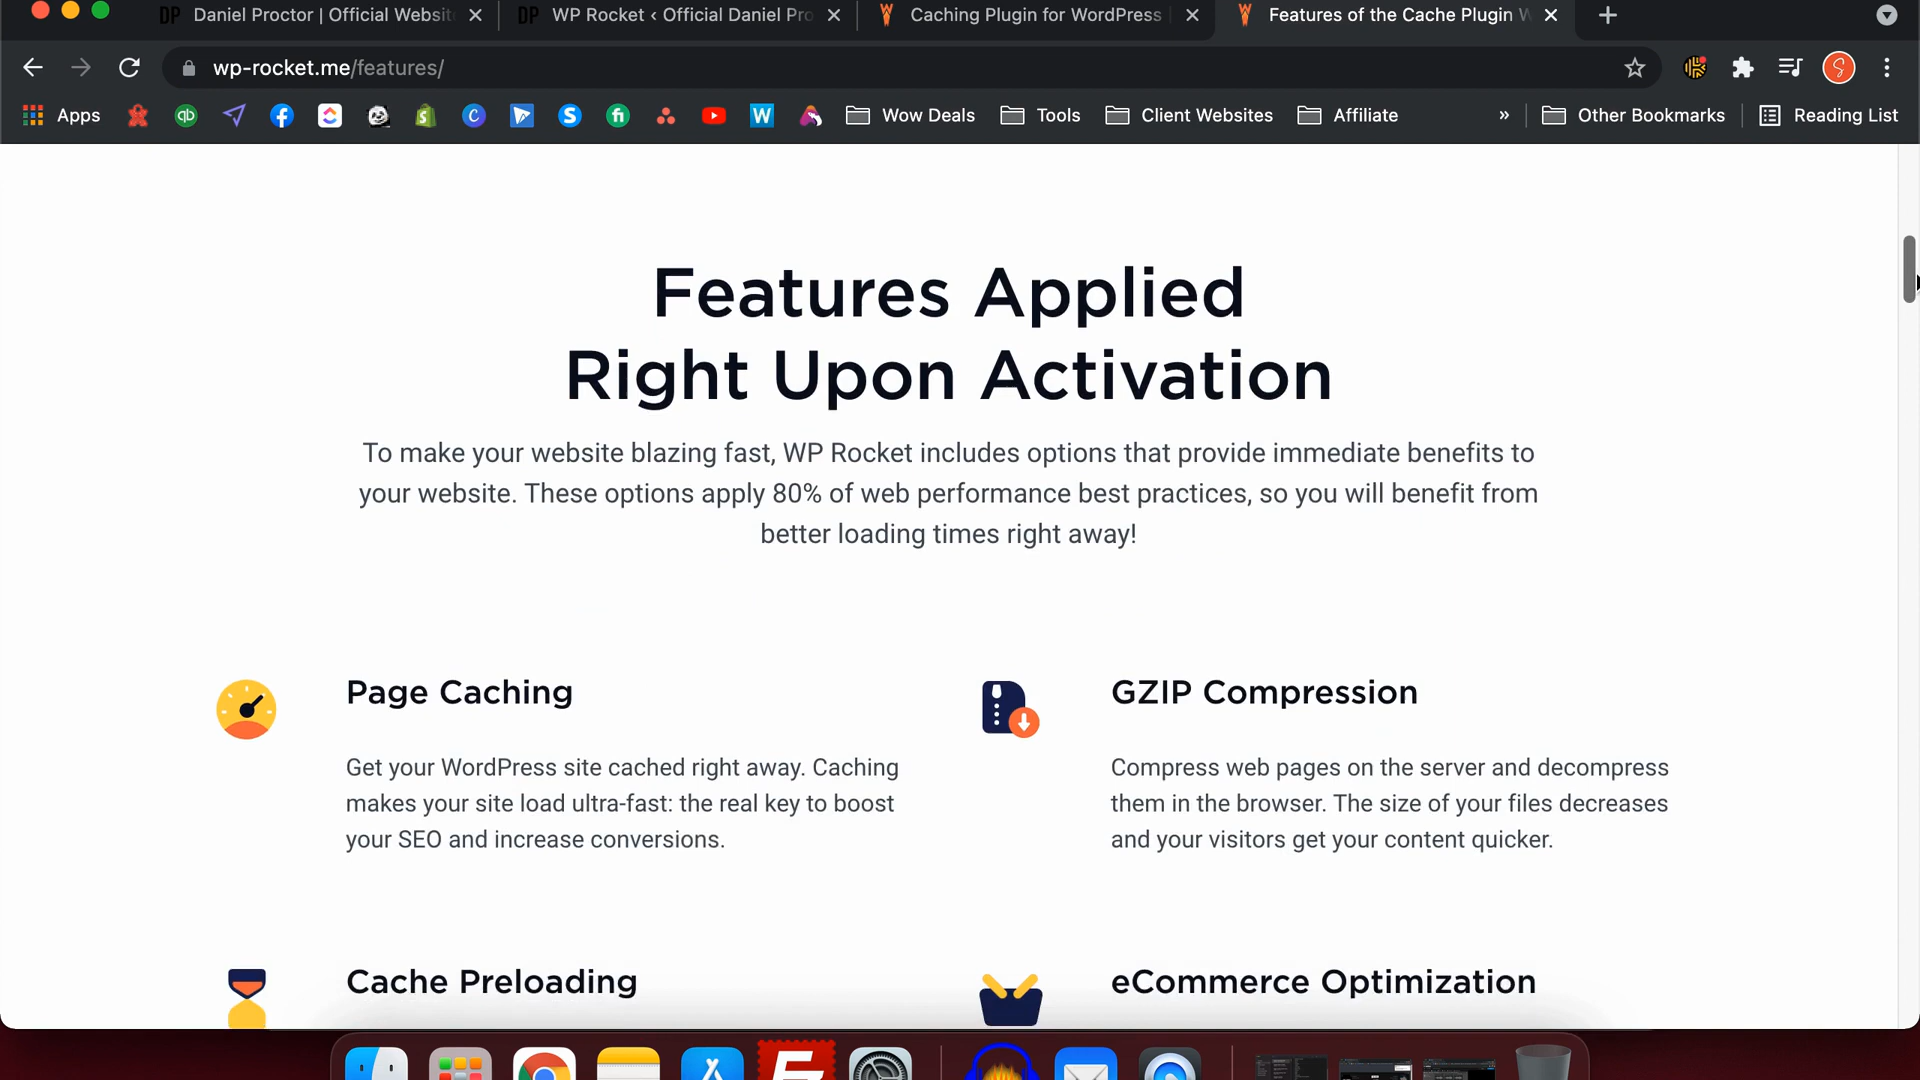 Daniel Proctor | Official Websit
WP Rocket ‹ Official Daniel Pro
Caching Plugin for WordPress
Features of the Cache Plugin W
wp-rocket.me/features/
Apps
Wow Deals
Tools
Client Websites
Affiliate
»
Other Bookmarks
Reading List
Features Applied
Right Upon Activation
To make your website blazing fast, WP Rocket includes options that provide immediate benefits to
your website. These options apply 80% of web performance best practices, so you will benefit from
better loading times right away!
Page Caching
Get your WordPress site cached right away. Caching
makes your site load ultra-fast: the real key to boost
your SEO and increase conversions.
GZIP Compression
Compress web pages on the server and decompress
them in the browser. The size of your files decreases
and your visitors get your content quicker.
Cache Preloading
eCommerce Optimization